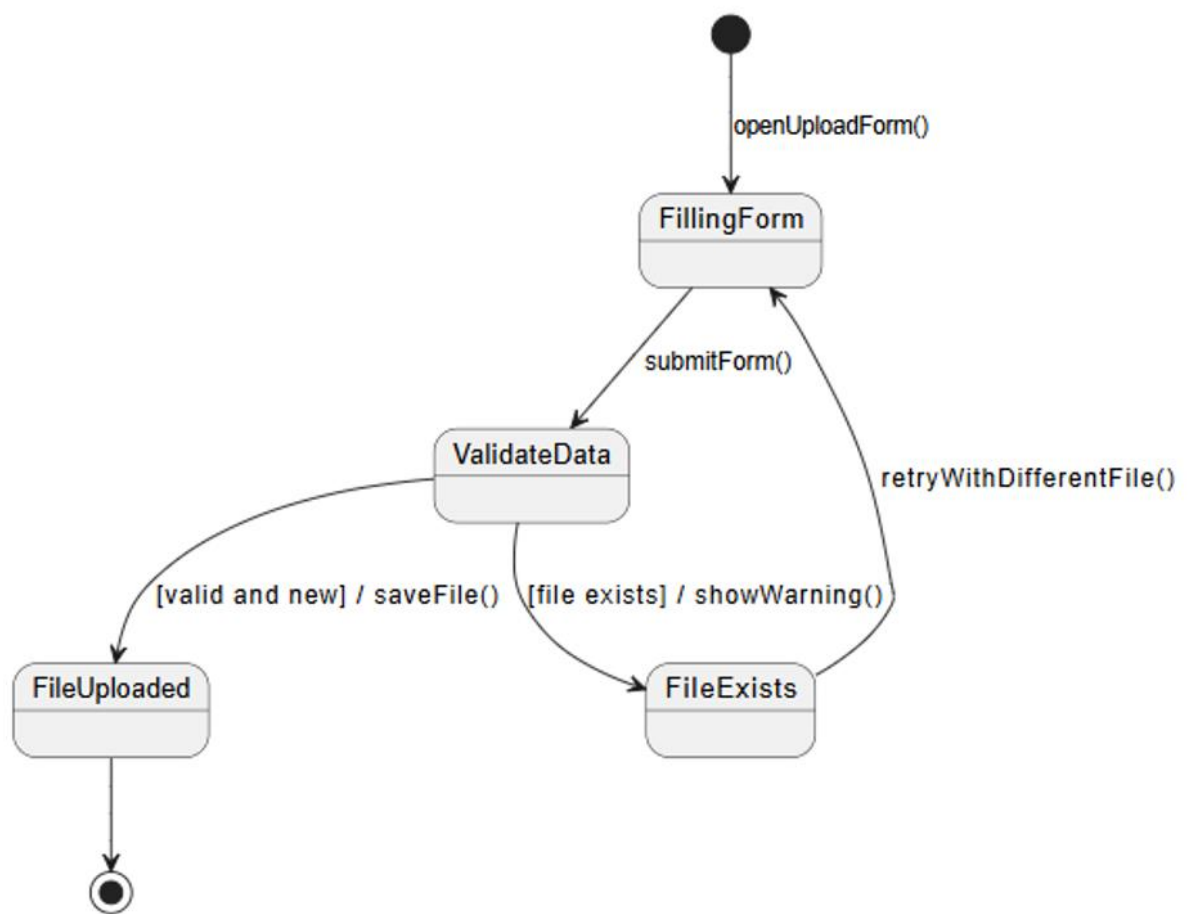 openUploadForm()
FillingForm
submitForm()
ValidateData
retryWithDifferentFile()
[valid and new] / saveFile()
[file exists] / showWarning()
FileUploaded
FileExists